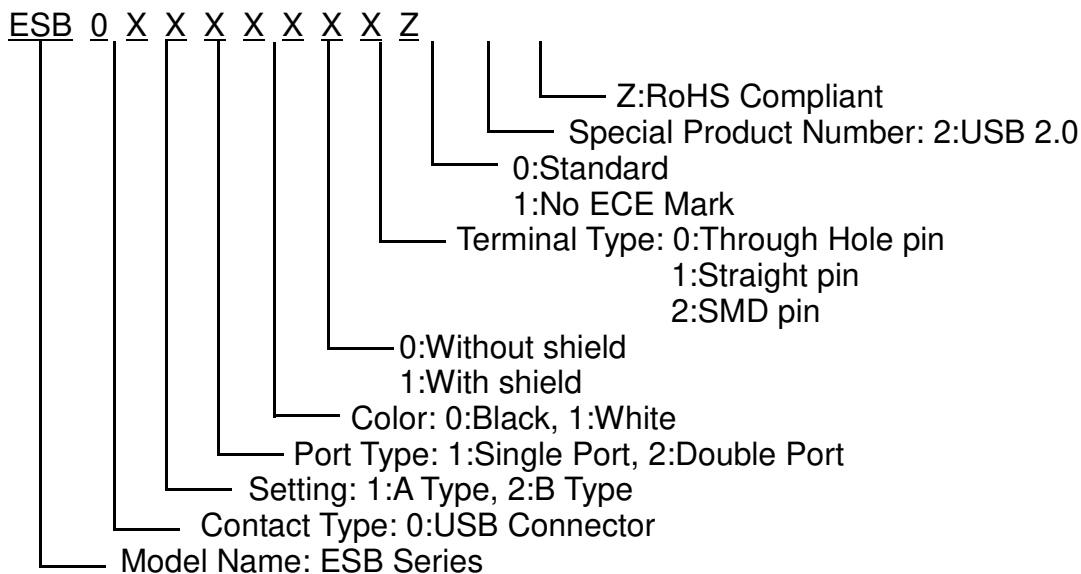 ESB 0 X X X X X X X Z
Z:RoHS Compliant
Special Product Number: 2:USB 2.0
0:Standard
1:No ECE Mark
Terminal Type: 0:Through Hole pin
1:Straight pin
2:SMD pin
0:Without shield
1:With shield
Color: 0:Black, 1:White
Port Type: 1:Single Port, 2:Double Port
Setting: 1:A Type, 2:B Type
Contact Type: 0:USB Connector
Model Name: ESB Series